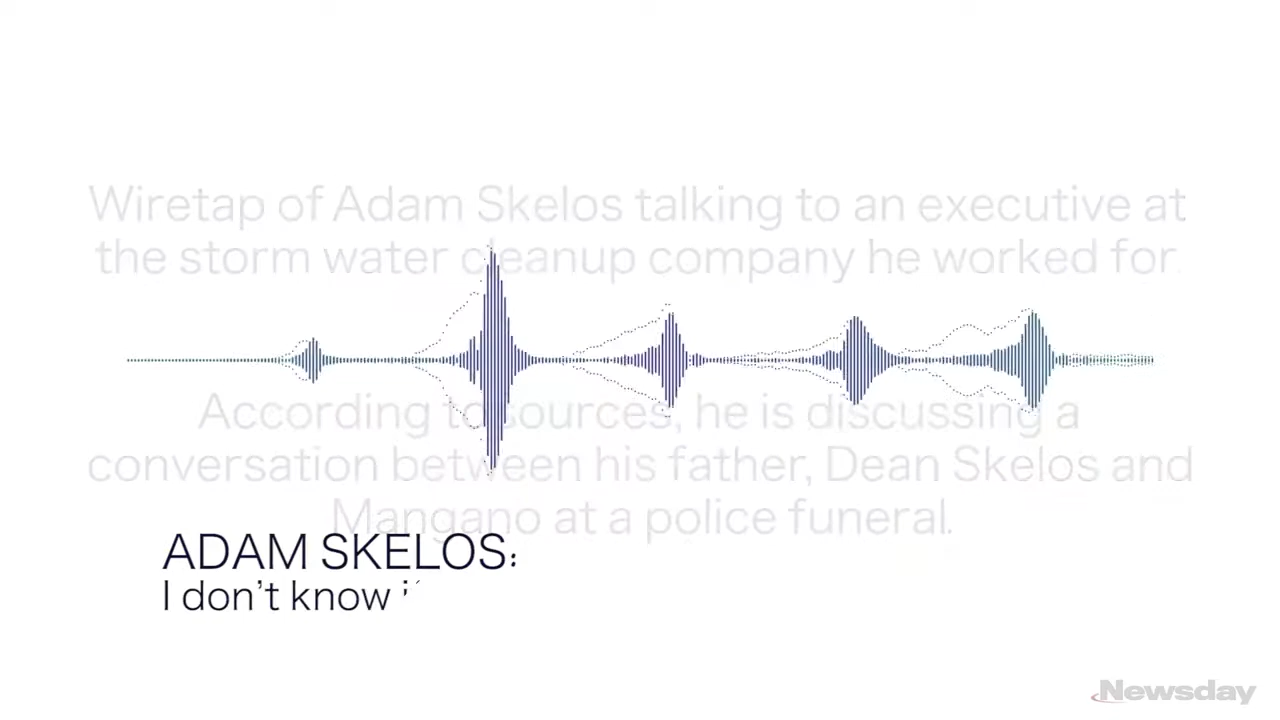 Wiretap of Adam Skelos talking to an executive at
the storm water cleanup company he worked for.
According to sources, he is discussing a
conversation between his father, Dean Skelos and
Mangano at a police funeral.
ADAM SKELOS:
I don't know
Newsday